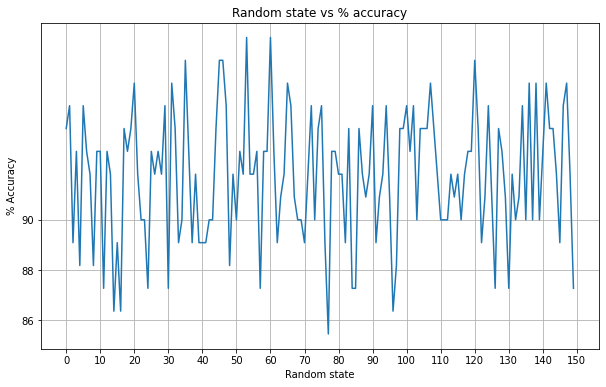 Random state vs % accuracy
% Accuracy
90
88
86
0 10 20 30 40 50 60 70 80 90 100 110 120 130 140 150
Random state